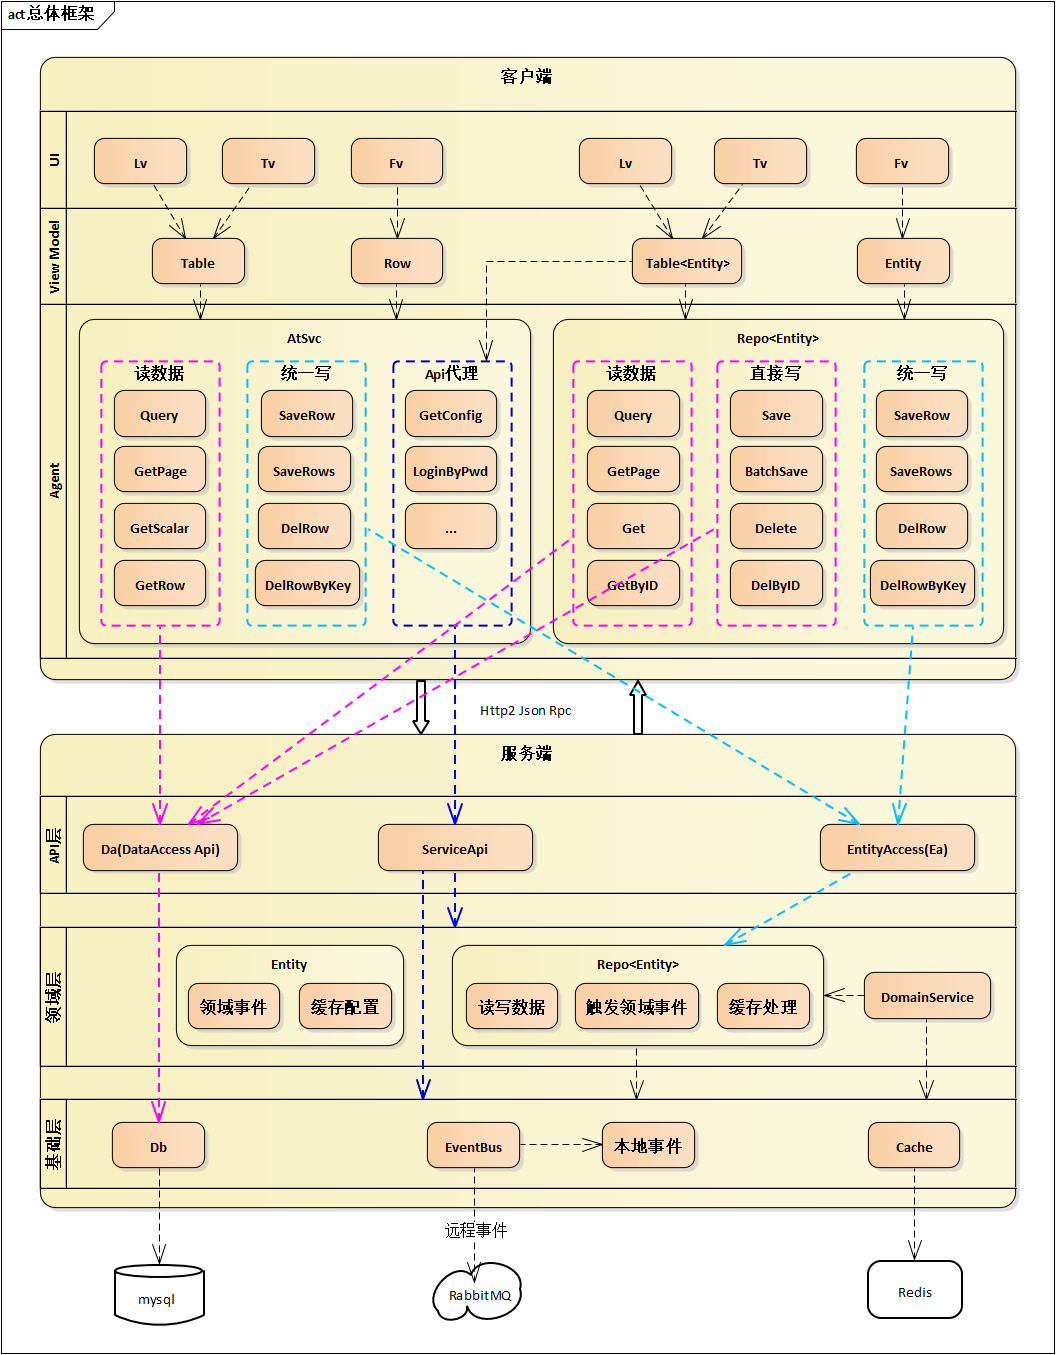 act 总体框架
客户端
UI
Lv
Tv
Fv
Lv
Tv
Fv
View Model
Table
Row
Table<Entity>
Entity
Agent
AtSvc
读数据
Query
GetPage
GetScalar
GetRow
统一写
SaveRow
SaveRows
DelRow
DelRowByKey
Api代理
GetConfig
LoginByPwd
...
Repo<Entity>
读数据
Query
GetPage
Get
GetByID
直接写
Save
BatchSave
Delete
DelByID
统一写
SaveRow
SaveRows
DelRow
DelRowByKey
Http2 Json Rpc
服务端
API层
Da(DataAccess Api)
ServiceApi
EntityAccess(Ea)
领域层
Entity
领域事件
缓存配置
Repo<Entity>
读写数据
触发领域事件
缓存处理
DomainService
基础层
Db
EventBus
本地事件
Cache
远程事件
mysql
RabbitMQ
Redis